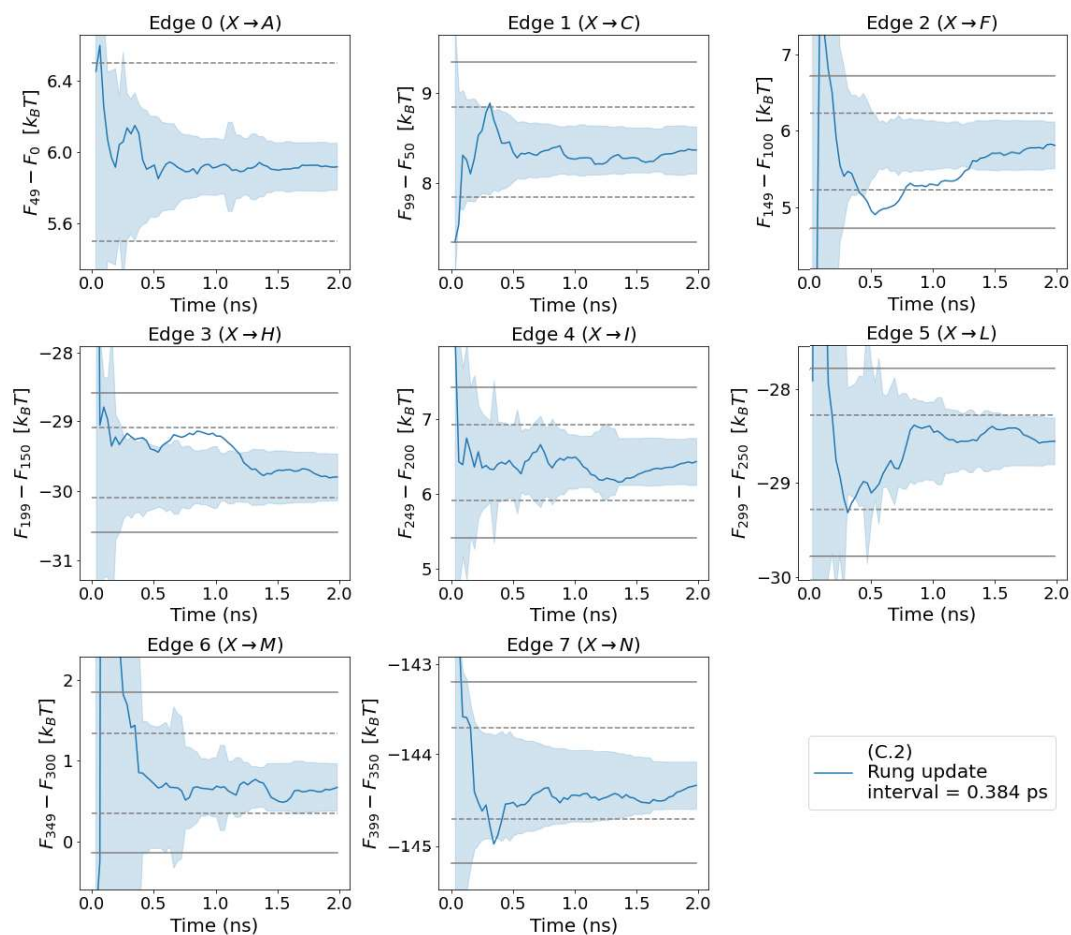 Edge 0 (X→A)
F₄₉ − F₀ [k_BT]
6.4
6.0
5.6
0.0 0.5 1.0 1.5 2.0
Time (ns)
Edge 1 (X→C)
F₉₉ − F₅₀ [k_BT]
9
8
0.0 0.5 1.0 1.5 2.0
Time (ns)
Edge 2 (X→F)
F₁₄₉ − F₁₀₀ [k_BT]
7
6
5
0.0 0.5 1.0 1.5 2.0
Time (ns)
Edge 3 (X→H)
F₁₉₉ − F₁₅₀ [k_BT]
−28
−29
−30
−31
0.0 0.5 1.0 1.5 2.0
Time (ns)
Edge 4 (X→I)
F₂₄₉ − F₂₀₀ [k_BT]
7
6
5
0.0 0.5 1.0 1.5 2.0
Time (ns)
Edge 5 (X→L)
F₂₉₉ − F₂₅₀ [k_BT]
−28
−29
−30
0.0 0.5 1.0 1.5 2.0
Time (ns)
Edge 6 (X→M)
F₃₄₉ − F₃₀₀ [k_BT]
2
1
0
0.0 0.5 1.0 1.5 2.0
Time (ns)
Edge 7 (X→N)
F₃₉₉ − F₃₅₀ [k_BT]
−143
−144
−145
0.0 0.5 1.0 1.5 2.0
Time (ns)
(C.2)
Rung update
interval = 0.384 ps